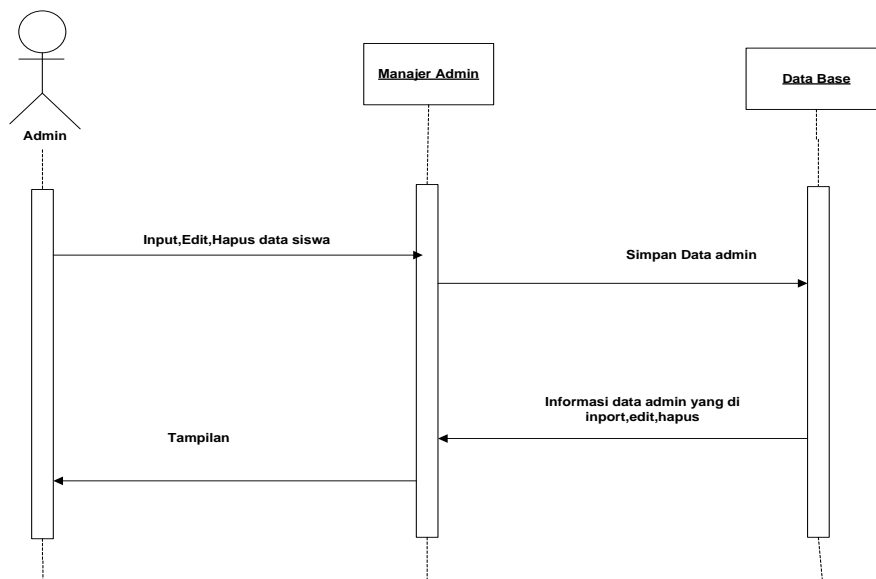 Manajer Admin
Data Base
Admin
Input,Edit,Hapus data siswa
Simpan Data admin
Informasi data admin yang di
inport,edit,hapus
Tampilan